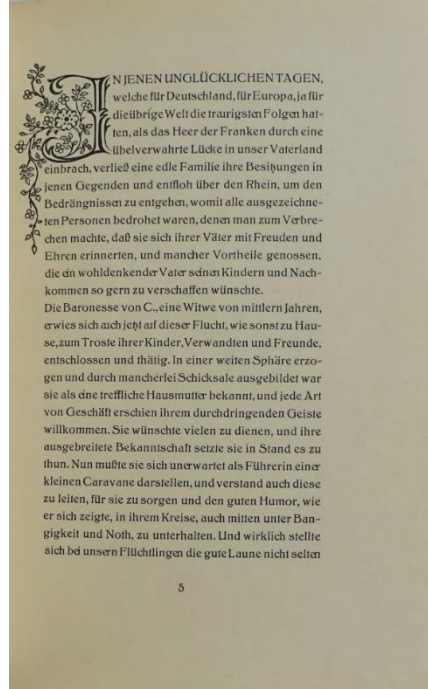 IN JENEN UNGLÜCKLICHEN TAGEN,
welche für Deutschland, für Europa, ja für
die übrige Welt die traurigsten Folgen hat-
ten, als das Heer der Franken durch eine
übelverwahrte Lücke in unser Vaterland
einbrach, verließ eine edle Familie ihre Besitzungen in
jenen Gegenden und entfloh über den Rhein, um den
Bedrängnissen zu entgehen, womit alle ausgezeichne-
ten Personen bedrohet waren, denen man zum Verbre-
chen machte, daß sie sich ihrer Väter mit Freuden und
Ehren erinnerten, und mancher Vortheile genossen,
die ein wohldenkender Vater seinen Kindern und Nach-
kommen so gern zu verschaffen wünschte.
Die Baronesse von C., eine Witwe von mittlern Jahren,
erwies sich auch jetzt auf dieser Flucht, wie sonst zu Hau-
se, zum Troste ihrer Kinder, Verwandten und Freunde,
entschlossen und thätig. In einer weiten Sphäre erzo-
gen und durch mancherlei Schicksale ausgebildet war
sie als eine treffliche Hausmutter bekannt, und jede Art
von Geschäft erschien ihrem durchdringenden Geiste
willkommen. Sie wünschte vielen zu dienen, und ihre
ausgebreitete Bekanntschaft setzte sie in Stand es zu
thun. Nun mußte sie sich unerwartet als Führerin einer
kleinen Caravane darstellen, und verstand auch diese
zu leiten, für sie zu sorgen und den guten Humor, wie
er sich zeigte, in ihrem Kreise, auch mitten unter Ban-
gigkeit und Noth, zu unterhalten. Und wirklich stellte
sich bei unsern Flüchtlingen die gute Laune nicht selten
5